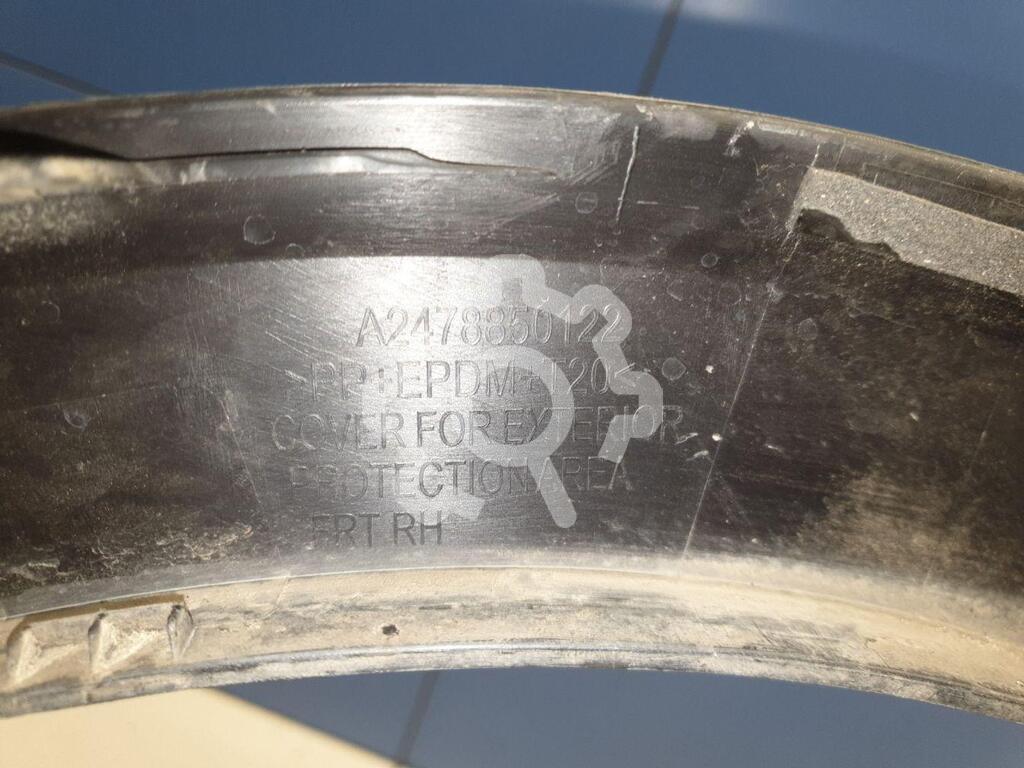 A2478850122
>PP+EPDM-T20<
COVER FOR EXTERIOR
PROTECTION AREA
FRT RH